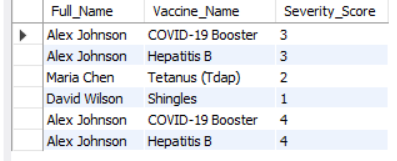 Full_Name Vaccine_Name Severity_Score
Alex Johnson COVID-19 Booster 3
Alex Johnson Hepatitis B 3
Maria Chen Tetanus (Tdap) 2
David Wilson Shingles 1
Alex Johnson COVID-19 Booster 4
Alex Johnson Hepatitis B 4